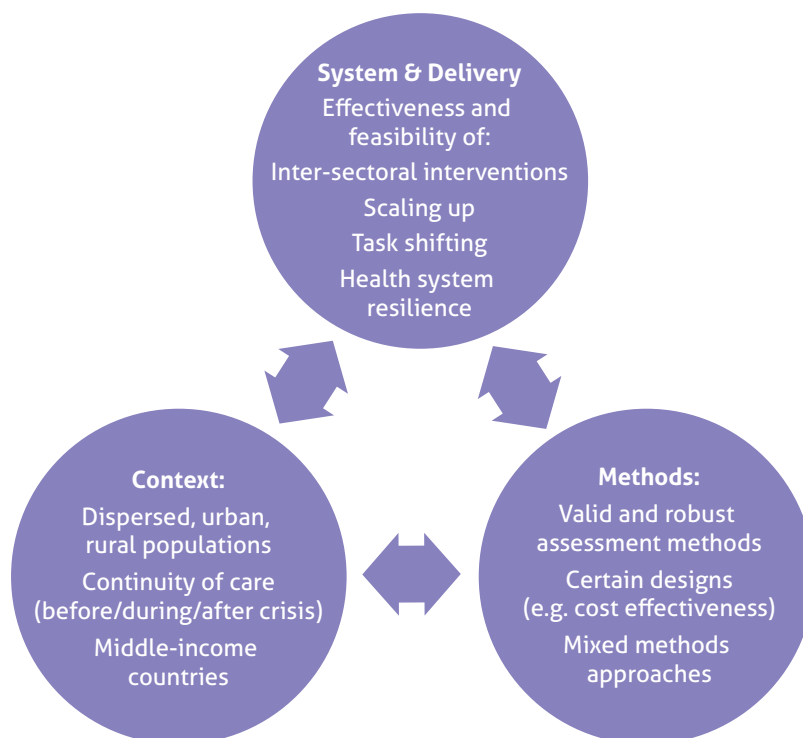 System & Delivery
Effectiveness and
feasibility of:
Inter-sectoral interventions
Scaling up
Task shifting
Health system
resilience
Context:
Dispersed, urban,
rural populations
Continuity of care
(before/during/after crisis)
Middle-income
countries
Methods:
Valid and robust
assessment methods
Certain designs
(e.g. cost effectiveness)
Mixed methods
approaches